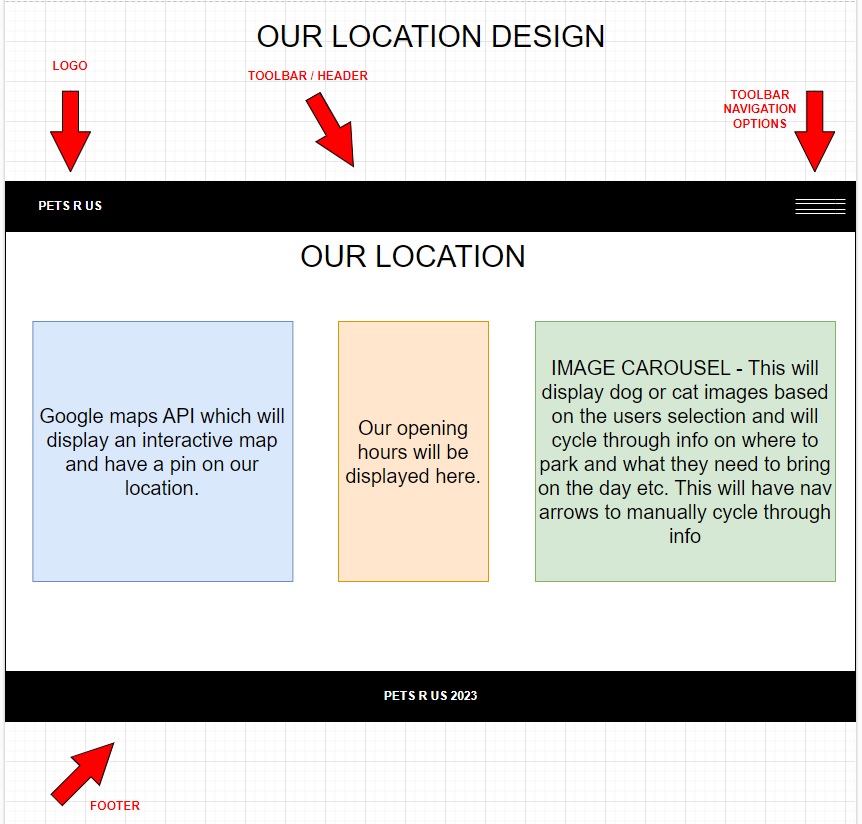 OUR LOCATION DESIGN
LOGO
TOOLBAR / HEADER
TOOLBAR
NAVIGATION
OPTIONS
PETS R US
OUR LOCATION
Google maps API which will
display an interactive map
and have a pin on our
location.
Our opening
hours will be
displayed here.
IMAGE CAROUSEL - This will
display dog or cat images based
on the users selection and will
cycle through info on where to
park and what they need to bring
on the day etc. This will have nav
arrows to manually cycle through
info
PETS R US 2023
FOOTER